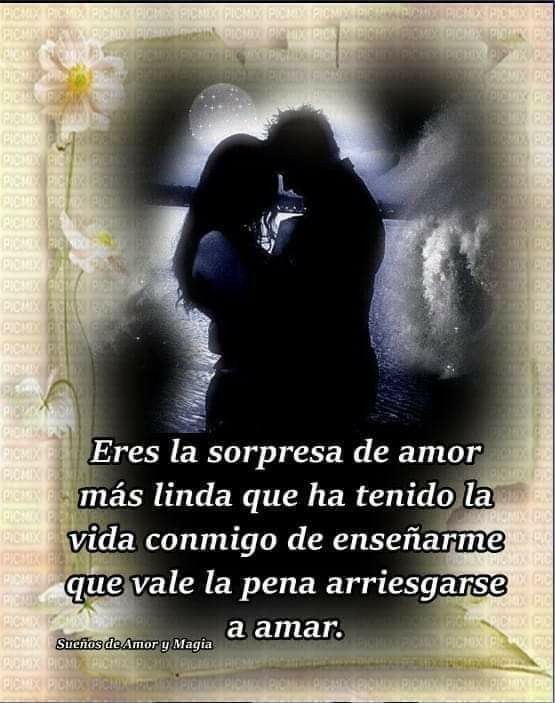 Eres la sorpresa de amor
más linda que ha tenido la
vida conmigo de enseñarme
que vale la pena arriesgarse
a amar.
Sueños de Amor y Magia